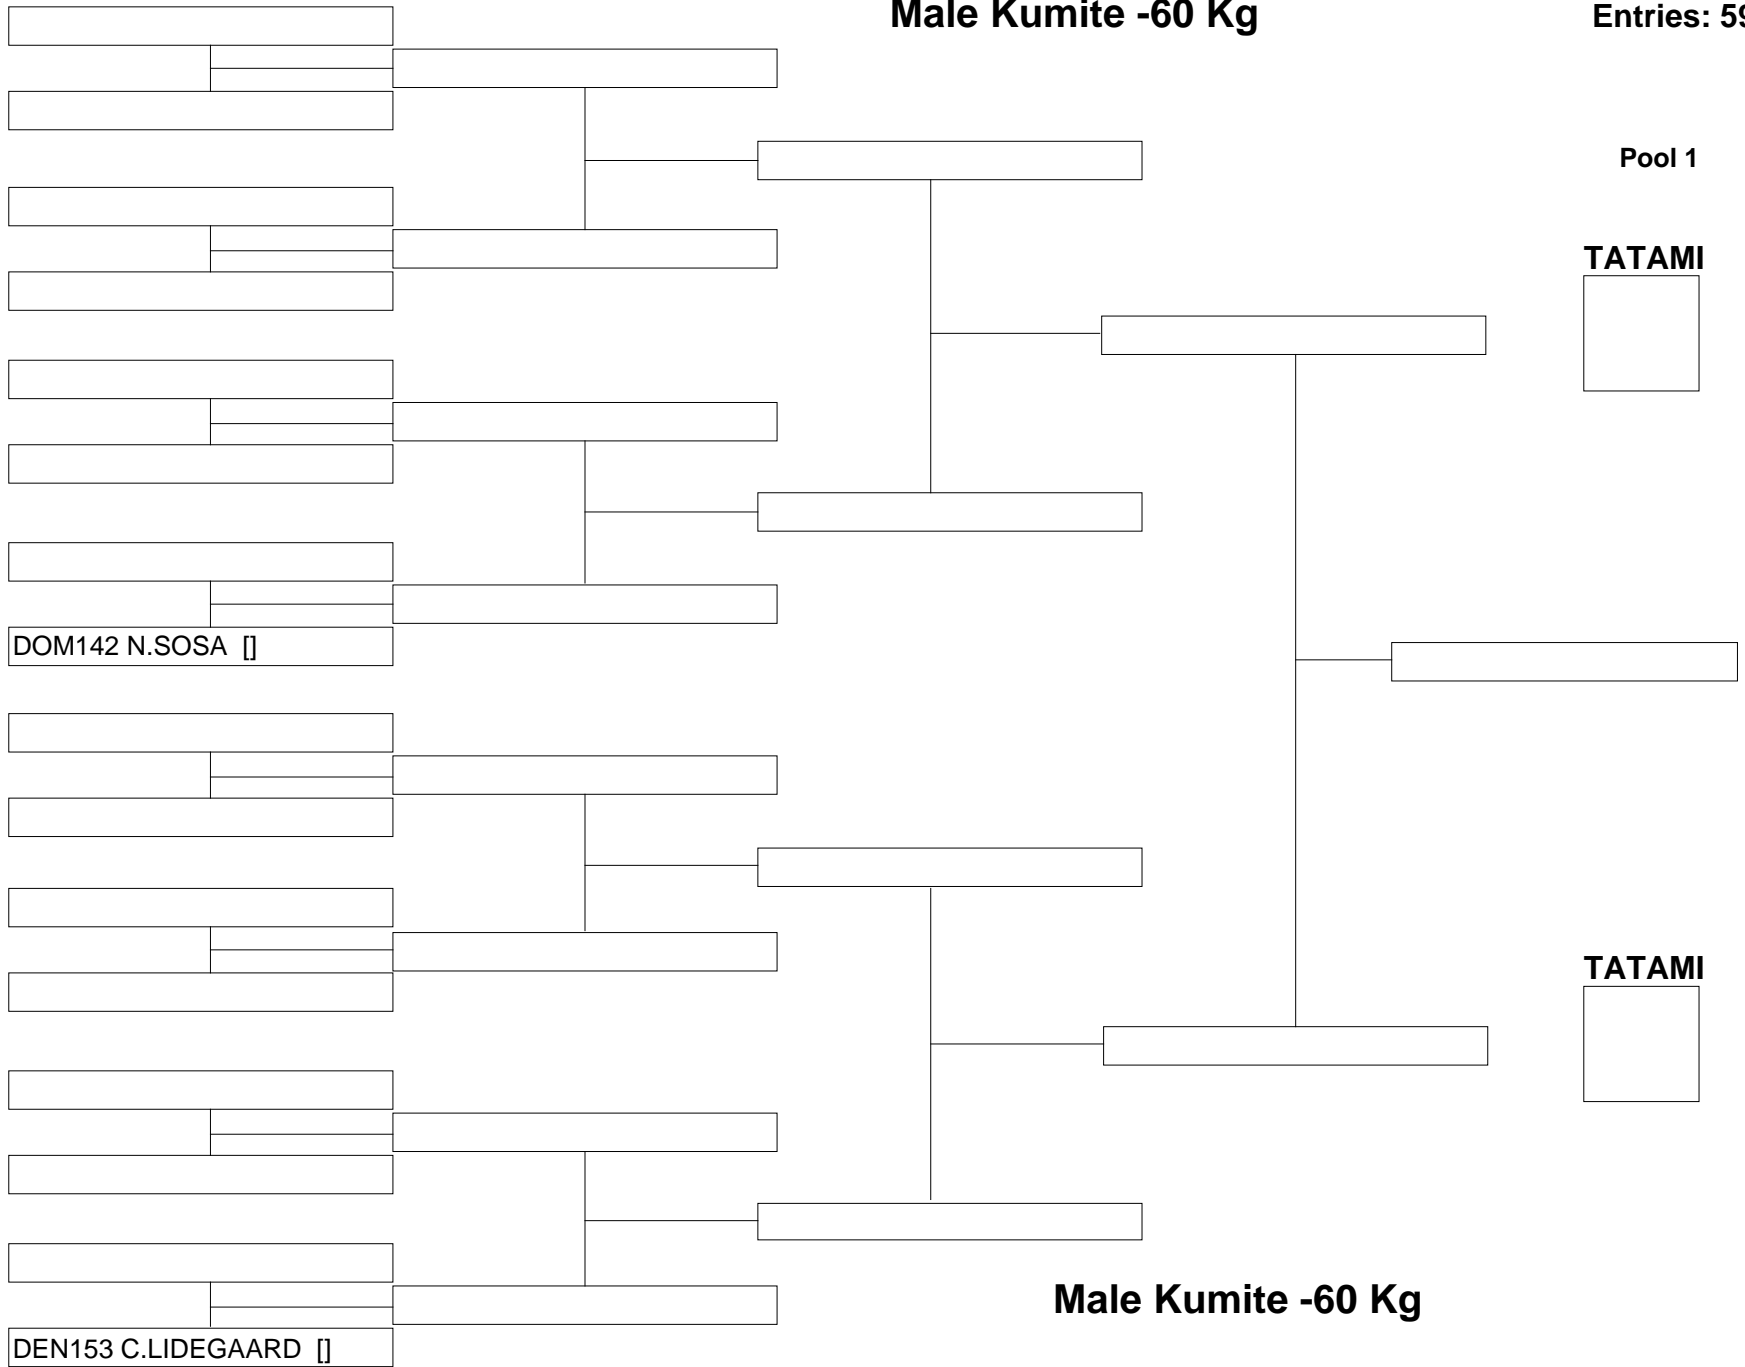 Male Kumite -60 Kg
Entries: 59
Pool 1
TATAMI
DOM142 N.SOSA []
TATAMI
Male Kumite -60 Kg
DEN153 C.LIDEGAARD []